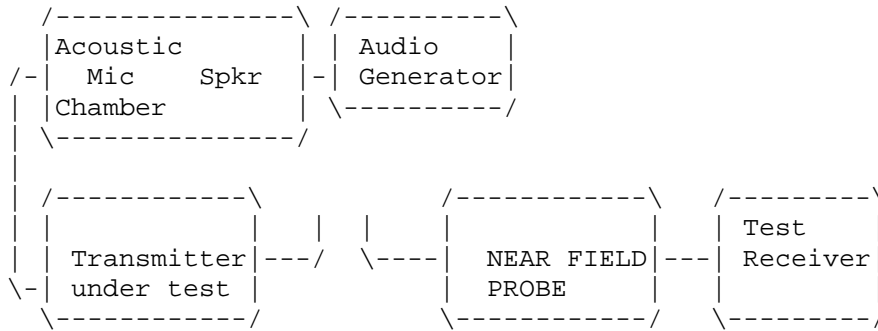 Acoustic Audio
Mic Spkr Generator
Chamber
Test
Transmitter NEAR FIELD Receiver
under test PROBE